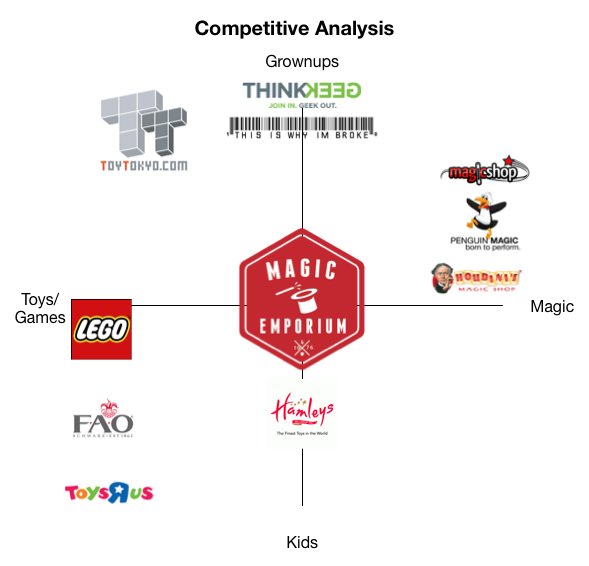 Competitive Analysis
Grownups
THINKGEEK
JOIN IN. GEEK OUT.
THIS IS WHY IM BROKE
TT
TOYTOKYO.COM
magicshop
PENGUIN MAGIC
born to perform.
HOUDINI'S
MAGIC SHOP
MAGIC
EMPORIUM
Toys/
Games
LEGO
Magic
Hamleys
The Finest Toys in the World
FAO
SCHWARZ
TOYS R US
Kids